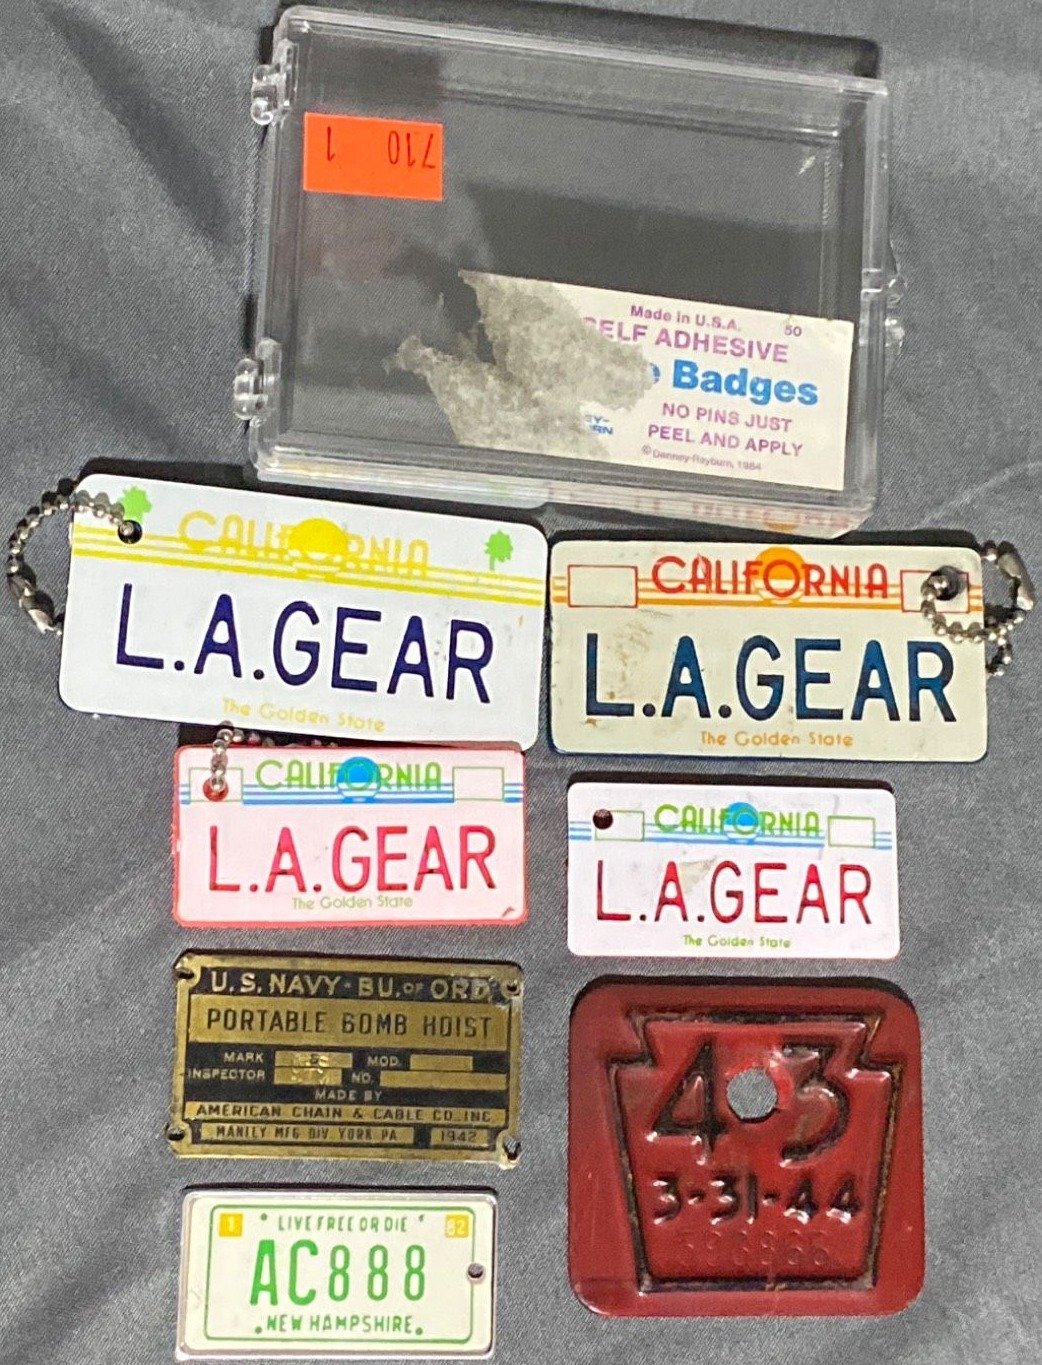 710 1
Made in U.S.A. 50
SELF ADHESIVE
Badges
NO PINS JUST
PEEL AND APPLY
© Denney-Reyburn, 1984
CALIFORNIA
L.A.GEAR
The Golden State
CALIFORNIA
L.A.GEAR
The Golden State
CALIFORNIA
L.A.GEAR
The Golden State
CALIFORNIA
L.A.GEAR
The Golden State
U.S. NAVY - BU. OF ORD.
PORTABLE BOMB HOIST
MARK MOD.
INSPECTOR NO.
MADE BY
AMERICAN CHAIN & CABLE CO. INC.
MANLEY MFG DIV YORK PA 1942
43
3-31-44
1 LIVE FREE OR DIE 82
AC888
NEW HAMPSHIRE